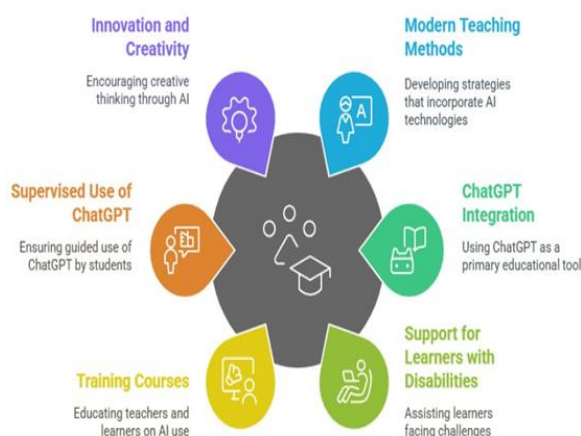 Innovation and
Creativity
Encouraging creative
thinking through AI
Modern Teaching
Methods
Developing strategies
that incorporate AI
technologies
A
Supervised Use of
ChatGPT
Ensuring guided use of
ChatGPT by students
ChatGPT
Integration
Using ChatGPT as a
primary educational tool
Training Courses
Educating teachers and
learners on AI use
Support for
Learners with
Disabilities
Assisting learners
facing challenges